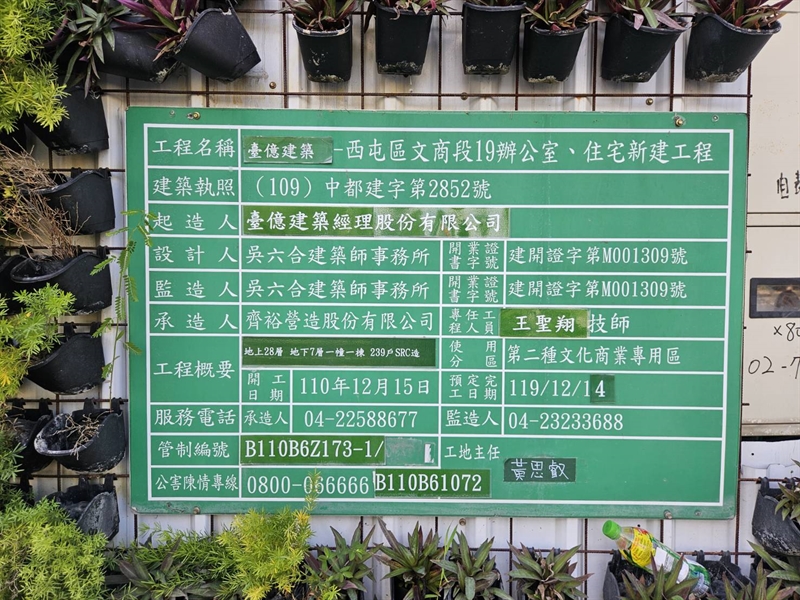 工程名稱 臺億建築-西屯區文商段19辦公室、住宅新建工程
建築執照 (109)中都建字第2852號
起造人 臺億建築經理股份有限公司
設計人 吳六合建築師事務所 開業證書字號 建開證字第M001309號
監造人 吳六合建築師事務所 開業證書字號 建開證字第M001309號
承造人 齊裕營造股份有限公司 專任工程人員 王聖翔技師
工程概要 地上28層 地下7層一幢一棟 239戶SRC造 使用分區 第二種文化商業專用區
開工日期 110年12月15日 預定完工日期 119/12/14
服務電話 承造人 04-22588677 監造人 04-23233688
管制編號 B110B6Z173-1/ 工地主任 黃思叡
公害陳情專線 0800-066666 B110B61072
自
x80
02-7